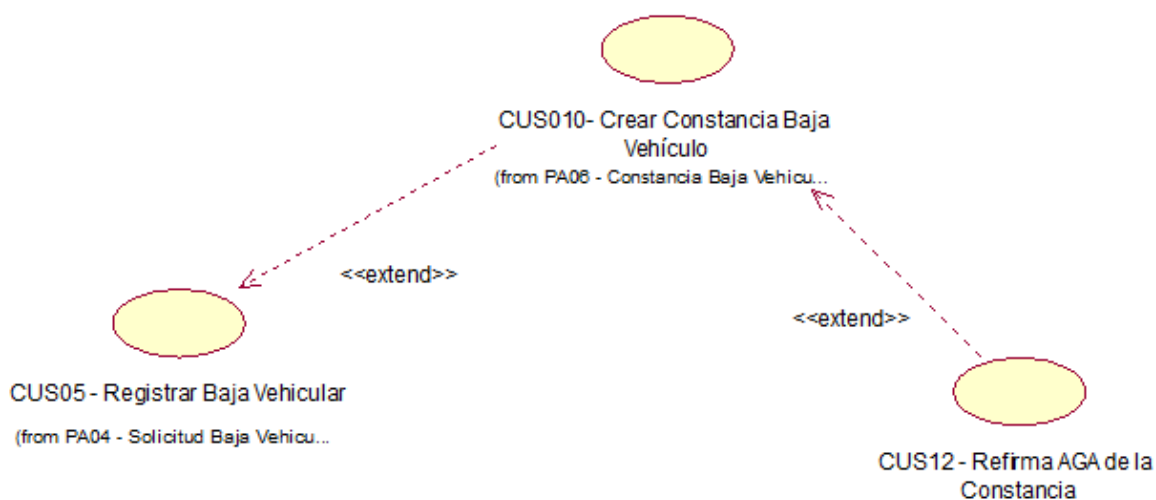 CUS010- Crear Constancia Baja
Vehículo
(from PA06 - Constancia Baja Vehicu...
<<extend>>
<<extend>>
CUS05 - Registrar Baja Vehicular
(from PA04 - Solicitud Baja Vehicu...
CUS12 - Refirma AGA de la
Constancia